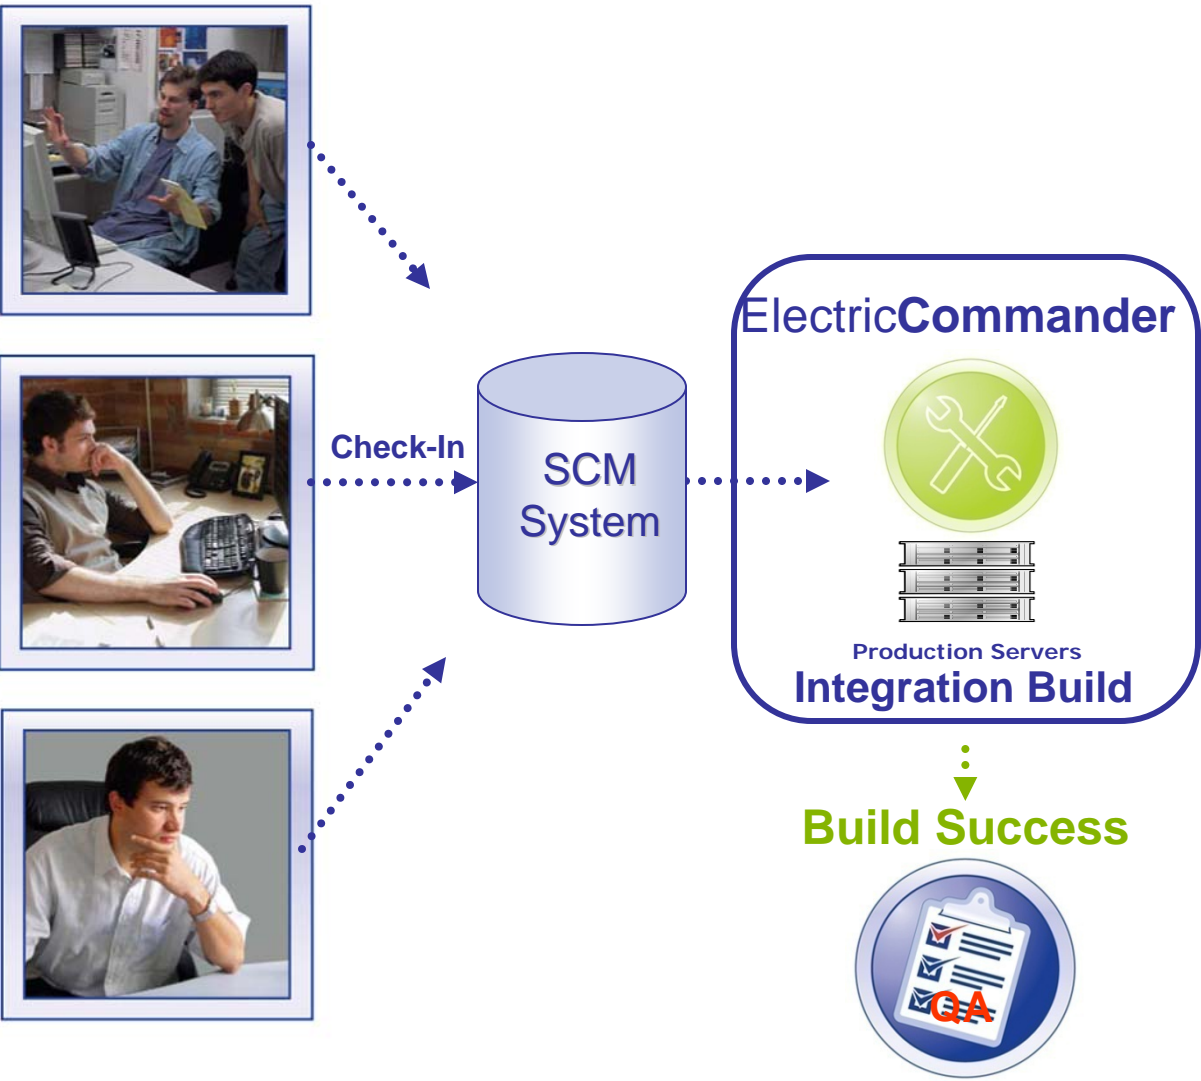 Check-In
SCM
System
ElectricCommander
Production Servers
Integration Build
Build Success
QA